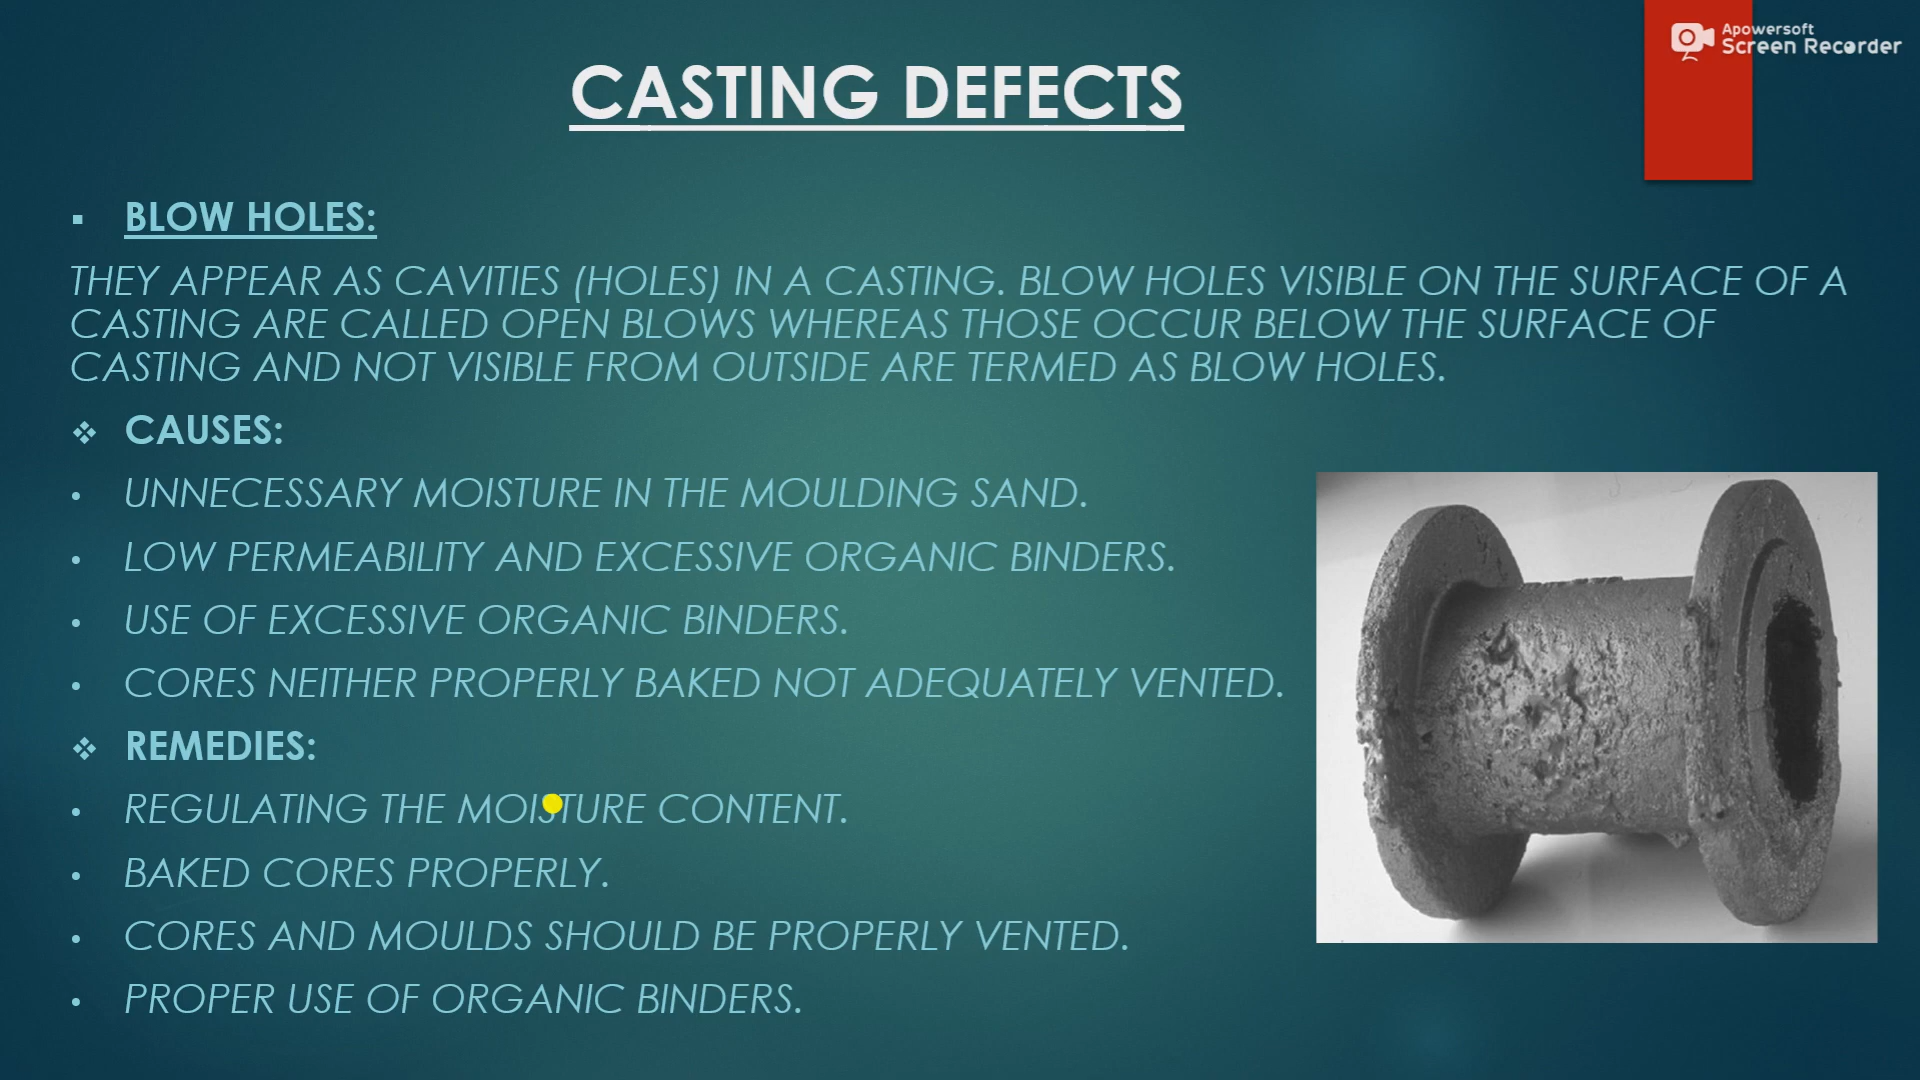 Apowersoft
Screen Recorder
CASTING DEFECTS
▪ BLOW HOLES:
THEY APPEAR AS CAVITIES (HOLES) IN A CASTING. BLOW HOLES VISIBLE ON THE SURFACE OF A
CASTING ARE CALLED OPEN BLOWS WHEREAS THOSE OCCUR BELOW THE SURFACE OF
CASTING AND NOT VISIBLE FROM OUTSIDE ARE TERMED AS BLOW HOLES.
❖ CAUSES:
• UNNECESSARY MOISTURE IN THE MOULDING SAND.
• LOW PERMEABILITY AND EXCESSIVE ORGANIC BINDERS.
• USE OF EXCESSIVE ORGANIC BINDERS.
• CORES NEITHER PROPERLY BAKED NOT ADEQUATELY VENTED.
❖ REMEDIES:
• REGULATING THE MOISTURE CONTENT.
• BAKED CORES PROPERLY.
• CORES AND MOULDS SHOULD BE PROPERLY VENTED.
• PROPER USE OF ORGANIC BINDERS.